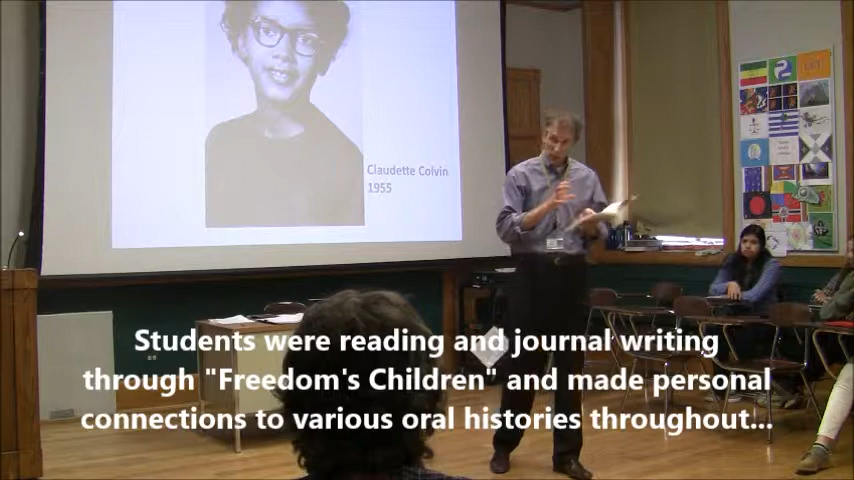 Claudette Colvin
1955
Students were reading and journal writing
through "Freedom's Children" and made personal
connections to various oral histories throughout...